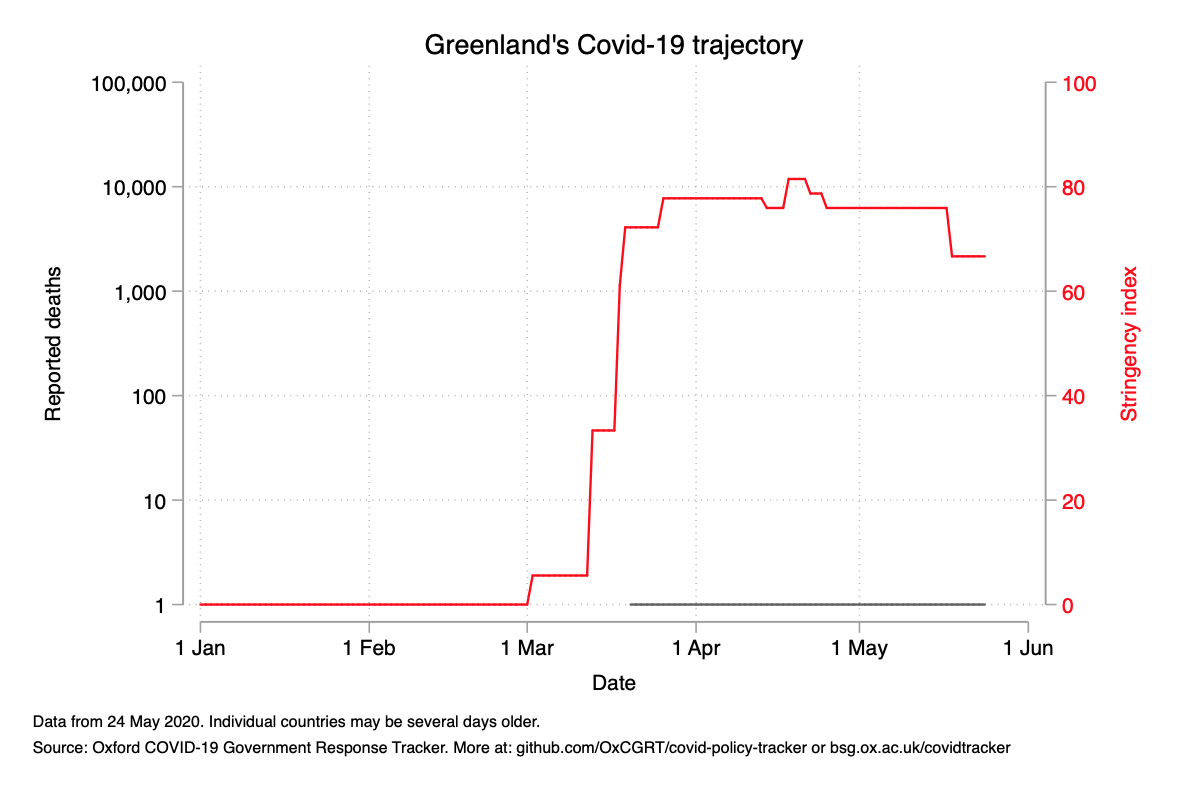 Greenland's Covid-19 trajectory
100,000
10,000
1,000
100
10
1
Reported deaths
100
80
60
40
20
0
Stringency index
1 Jan
1 Feb
1 Mar
1 Apr
1 May
1 Jun
Date
Data from 24 May 2020. Individual countries may be several days older.
Source: Oxford COVID-19 Government Response Tracker. More at: github.com/OxCGRT/covid-policy-tracker or bsg.ox.ac.uk/covidtracker